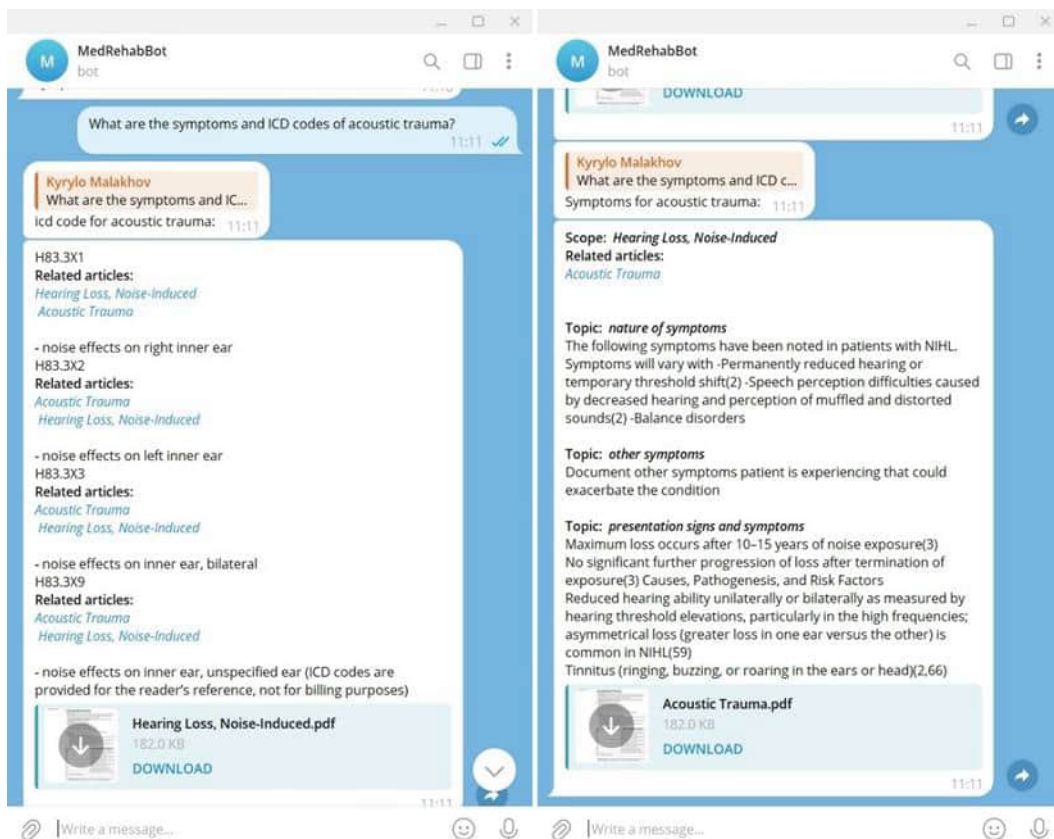 MedRehabBot
M
bot
What are the symptoms and ICD codes of acoustic trauma?
11:11
Kyrylo Malakhov
What are the symptoms and IC...
icd code for acoustic trauma:
11:11
H83.3X1
Related articles:
Hearing Loss, Noise-Induced
Acoustic Trauma
- noise effects on right inner ear
H83.3X2
Related articles:
Acoustic Trauma
Hearing Loss, Noise-Induced
- noise effects on left inner ear
H83.3X3
Related articles:
Acoustic Trauma
Hearing Loss, Noise-Induced
- noise effects on inner ear, bilateral
H83.3X9
Related articles:
Acoustic Trauma
Hearing Loss, Noise-Induced
- noise effects on inner ear, unspecified ear (ICD codes are
provided for the reader's reference, not for billing purposes)
Hearing Loss, Noise-Induced.pdf
182.0 KB
DOWNLOAD
11:11
Write a message...
MedRehabBot
M
bot
DOWNLOAD
11:11
Kyrylo Malakhov
What are the symptoms and ICD c...
Symptoms for acoustic trauma:
11:11
Scope: Hearing Loss, Noise-Induced
Related articles:
Acoustic Trauma
Topic: nature of symptoms
The following symptoms have been noted in patients with NIHL.
Symptoms will vary with -Permanently reduced hearing or
temporary threshold shift(2) -Speech perception difficulties caused
by decreased hearing and perception of muffled and distorted
sounds(2) -Balance disorders
Topic: other symptoms
Document other symptoms patient is experiencing that could
exacerbate the condition
Topic: presentation signs and symptoms
Maximum loss occurs after 10–15 years of noise exposure(3)
No significant further progression of loss after termination of
exposure(3) Causes, Pathogenesis, and Risk Factors
Reduced hearing ability unilaterally or bilaterally as measured by
hearing threshold elevations, particularly in the high frequencies;
asymmetrical loss (greater loss in one ear versus the other) is
common in NIHL(59)
Tinnitus (ringing, buzzing, or roaring in the ears or head)(2,66)
Acoustic Trauma.pdf
182.0 KB
DOWNLOAD
11:11
Write a message...